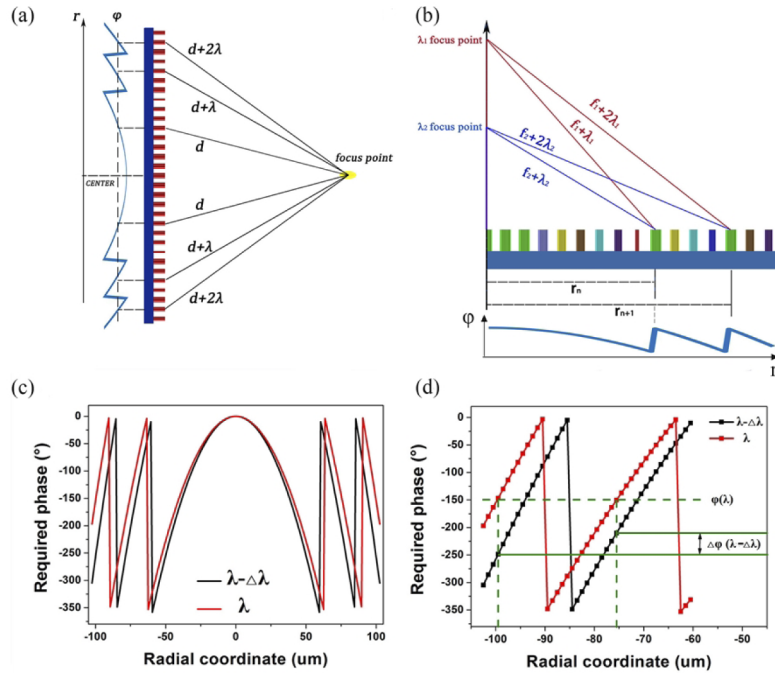 (a)
r
φ
d+2λ
d+λ
d
focus point
CENTER
d
d+λ
d+2λ
(b)
λ1 focus point
λ2 focus point
f1+2λ1
f1+λ1
f2+2λ2
f2+λ2
rn
rn+1
φ
r
(c)
Required phase (°)
0
-50
-100
-150
-200
-250
-300
-350
λ-△λ
λ
-100
-50
0
50
100
Radial coordinate (um)
(d)
Required phase (°)
0
-50
-100
-150
-200
-250
-300
-350
λ-△λ
λ
φ(λ)
△φ (λ-△λ)
-100
-90
-80
-70
-60
-50
Radial coordinate (um)